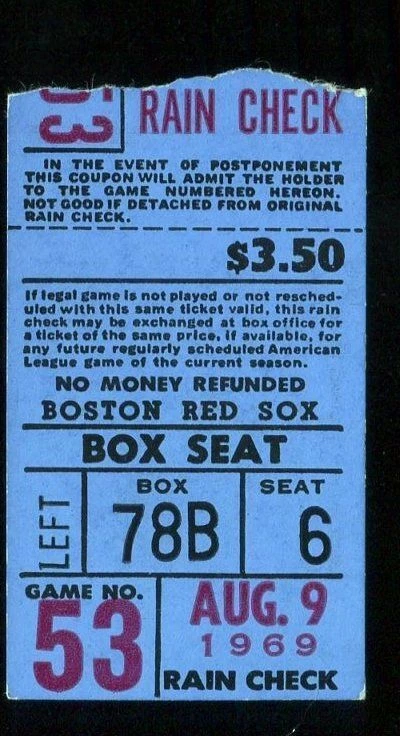 53
RAIN CHECK
IN THE EVENT OF POSTPONEMENT
THIS COUPON WILL ADMIT THE HOLDER
TO THE GAME NUMBERED HEREON.
NOT GOOD IF DETACHED FROM ORIGINAL
RAIN CHECK.
$3.50
If legal game is not played or not resched-
uled with this same ticket valid, this rain
check may be exchanged at box office for
a ticket of the same price, if available, for
any future regularly scheduled American
League game of the current season.
NO MONEY REFUNDED
BOSTON RED SOX
BOX SEAT
LEFT
BOX
78B
SEAT
6
GAME NO.
53
AUG. 9
1969
RAIN CHECK